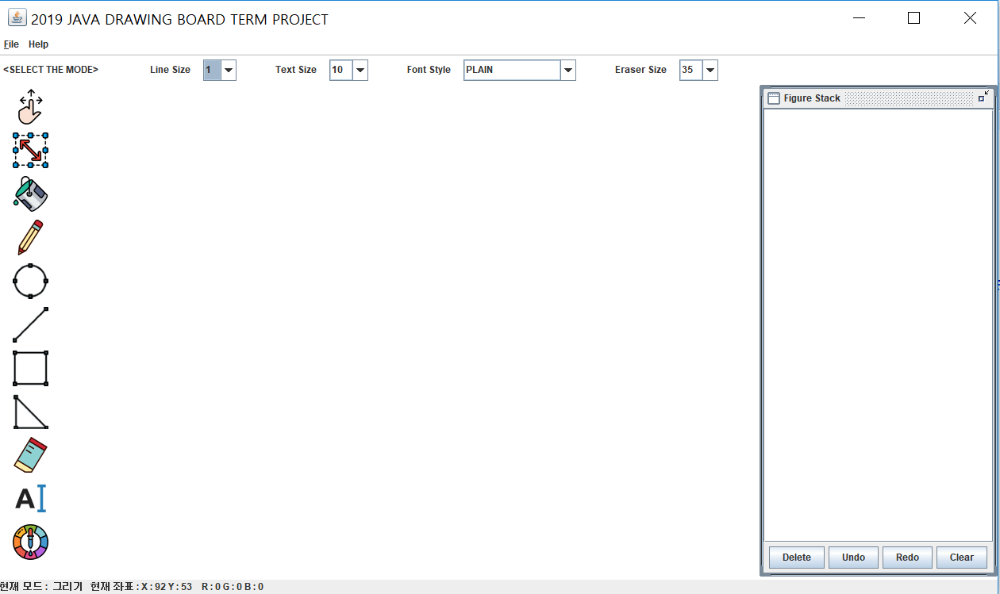 2019 JAVA DRAWING BOARD TERM PROJECT
File Help
<SELECT THE MODE> Line Size 1 Text Size 10 Font Style PLAIN Eraser Size 35
Figure Stack
A
Delete Undo Redo Clear
현재 모드 : 그리기 현재 좌표 : X : 92 Y : 53 R : 0 G : 0 B : 0